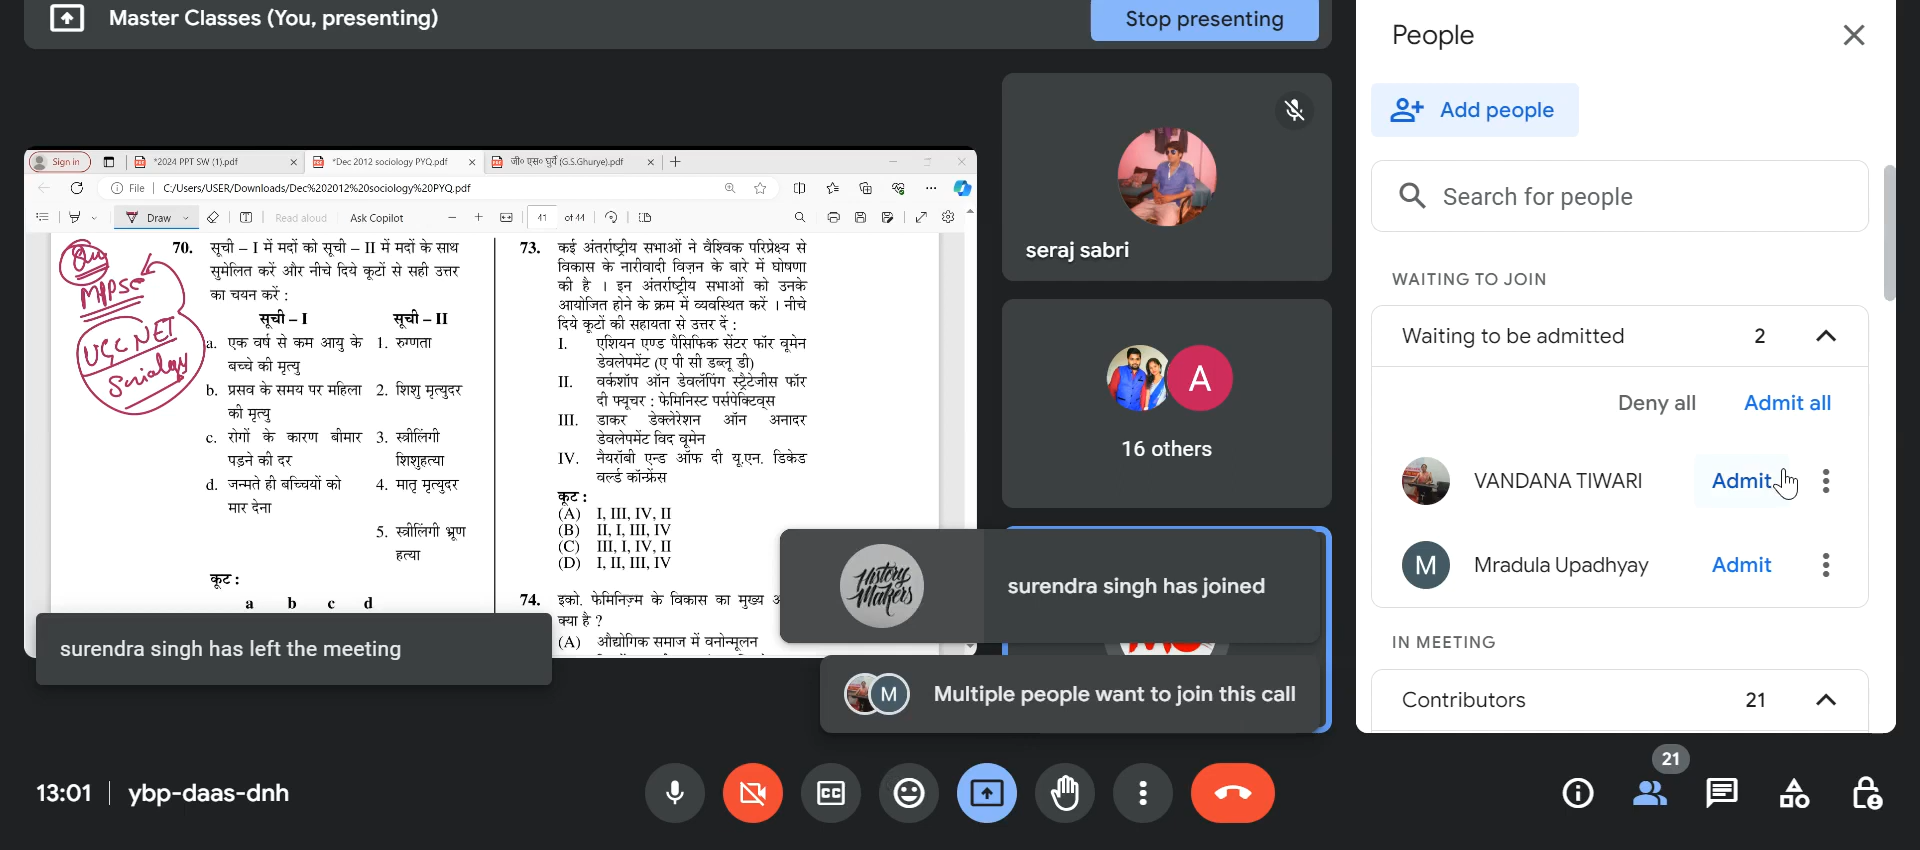 Master Classes (You, presenting)
Stop presenting
Sign in
*2024 PPT SW (1).pdf
*Dec 2012 sociology PYQ.pdf
जी० एस० घुर्ये (G.S.Ghurye).pdf
File
C:/Users/USER/Downloads/Dec%202012%20sociology%20PYQ.pdf
Draw
Read aloud
Ask Copilot
41
of 44
MPSC
UGC NET
Sociology
70. सूची – I में मदों को सूची – II में मदों के साथ
सुमेलित करें और नीचे दिये कूटों से सही उत्तर
का चयन करें :
सूची – I सूची – II
a. एक वर्ष से कम आयु के 1. रुग्णता
बच्चे की मृत्यु
b. प्रसव के समय पर महिला 2. शिशु मृत्युदर
की मृत्यु
c. रोगों के कारण बीमार 3. स्त्रीलिंगी
पड़ने की दर शिशुहत्या
d. जन्मते ही बच्चियों को 4. मातृ मृत्युदर
मार देना
5. स्त्रीलिंगी भ्रूण
हत्या
कूट :
a b c d
73. कई अंतर्राष्ट्रीय सभाओं ने वैश्विक परिप्रेक्ष्य से
विकास के नारीवादी विज़न के बारे में घोषणा
की है । इन अंतर्राष्ट्रीय सभाओं को उनके
आयोजित होने के क्रम में व्यवस्थित करें । नीचे
दिये कूटों की सहायता से उत्तर दें :
I. एशियन एण्ड पैसिफिक सेंटर फॉर वूमेन
डेवलेपमेंट (ए पी सी डब्लू डी)
II. वर्कशॉप ऑन डेवलॅपिंग स्ट्रैटेजीस फॉर
दी फ्यूचर : फेमिनिस्ट पर्सपेक्टिव्स
III. डाकर डेक्लेरेशन ऑन अनादर
डेवलेपमेंट विद वूमेन
IV. नैयरॉबी एन्ड ऑफ दी यू.एन. डिकेड
वर्ल्ड कॉन्फ्रेंस
कूट :
(A) I, III, IV, II
(B) II, I, III, IV
(C) III, I, IV, II
(D) I, II, III, IV
74. इको. फेमिनिज़्म के विकास का मुख्य
क्या है ?
(A) औद्योगिक समाज में वनोन्मूलन
surendra singh has left the meeting
seraj sabri
A
16 others
History
Makers
surendra singh has joined
M
Multiple people want to join this call
People
Add people
Search for people
WAITING TO JOIN
Waiting to be admitted 2
Deny all Admit all
VANDANA TIWARI Admit
M Mradula Upadhyay Admit
IN MEETING
Contributors 21
13:01 ybp-daas-dnh
CC
21